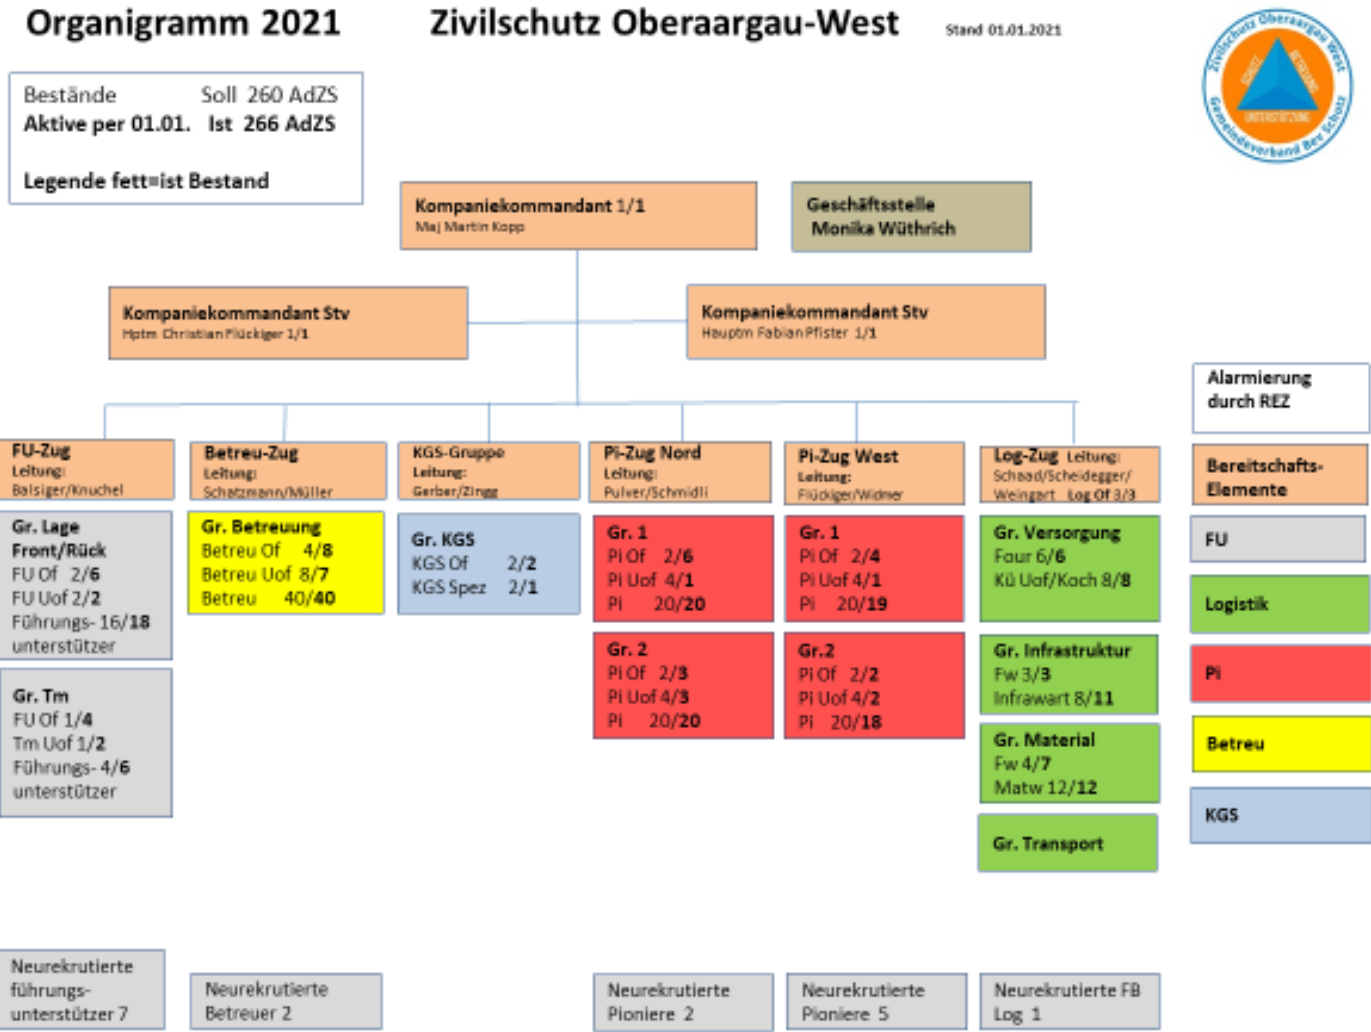 Organigramm 2021 Zivilschutz Oberaargau-West Stand 01.01.2021
Zivilschutz Oberaargau West
Gemeindeverband Bev Schutz
SCHUTZ
BETREUUNG
UNTERSTÜTZUNG
Bestände Soll 260 AdZS
Aktive per 01.01. Ist 266 AdZS
Legende fett=ist Bestand
Kompaniekommandant 1/1
Maj Martin Kopp
Geschäftsstelle
Monika Wüthrich
Kompaniekommandant Stv
Hptm Christian Flückiger 1/1
Kompaniekommandant Stv
Hauptm Fabian Pfister 1/1
Alarmierung
durch REZ
Bereitschafts-
Elemente
FU
Logistik
Pi
Betreu
KGS
FU-Zug
Leitung:
Balsiger/Knuchel
Gr. Lage
Front/Rück
FU Of 2/6
FU Uof 2/2
Führungs- 16/18
unterstützer
Gr. Tm
FU Of 1/4
Tm Uof 1/2
Führungs- 4/6
unterstützer
Neurekrutierte
führungs-
unterstützer 7
Betreu-Zug
Leitung:
Schatzmann/Müller
Gr. Betreuung
Betreu Of 4/8
Betreu Uof 8/7
Betreu 40/40
Neurekrutierte
Betreuer 2
KGS-Gruppe
Leitung:
Gerber/Zingg
Gr. KGS
KGS Of 2/2
KGS Spez 2/1
Pi-Zug Nord
Leitung:
Pulver/Schmidli
Gr. 1
Pi Of 2/6
Pi Uof 4/1
Pi 20/20
Gr. 2
Pi Of 2/3
Pi Uof 4/3
Pi 20/20
Neurekrutierte
Pioniere 2
Pi-Zug West
Leitung:
Flückiger/Widmer
Gr. 1
Pi Of 2/4
Pi Uof 4/1
Pi 20/19
Gr.2
Pi Of 2/2
Pi Uof 4/2
Pi 20/18
Neurekrutierte
Pioniere 5
Log-Zug Leitung:
Schaad/Scheidegger/
Weingart Log Of 3/3
Gr. Versorgung
Four 6/6
Kü Uof/Koch 8/8
Gr. Infrastruktur
Fw 3/3
Infrawart 8/11
Gr. Material
Fw 4/7
Matw 12/12
Gr. Transport
Neurekrutierte FB
Log 1